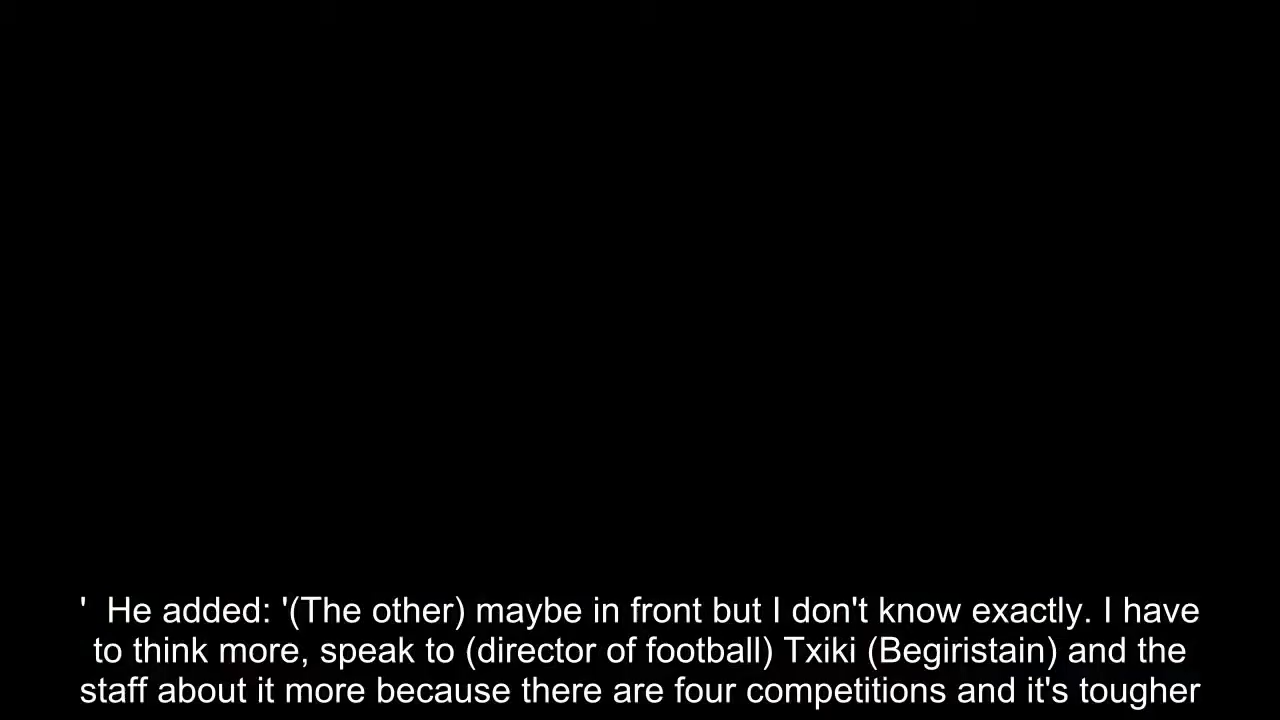 '  He added: '(The other) maybe in front but I don't know exactly. I have
to think more, speak to (director of football) Txiki (Begiristain) and the
staff about it more because there are four competitions and it's tougher